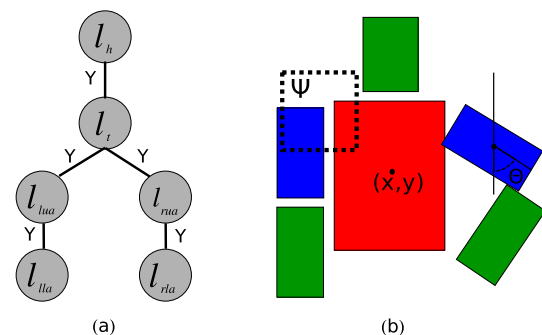 l_h
Y
l_t
Y Y
l_lua l_rua
Y Y
l_lla l_rla
(a)
Ψ
(x,y)
Θ
(b)